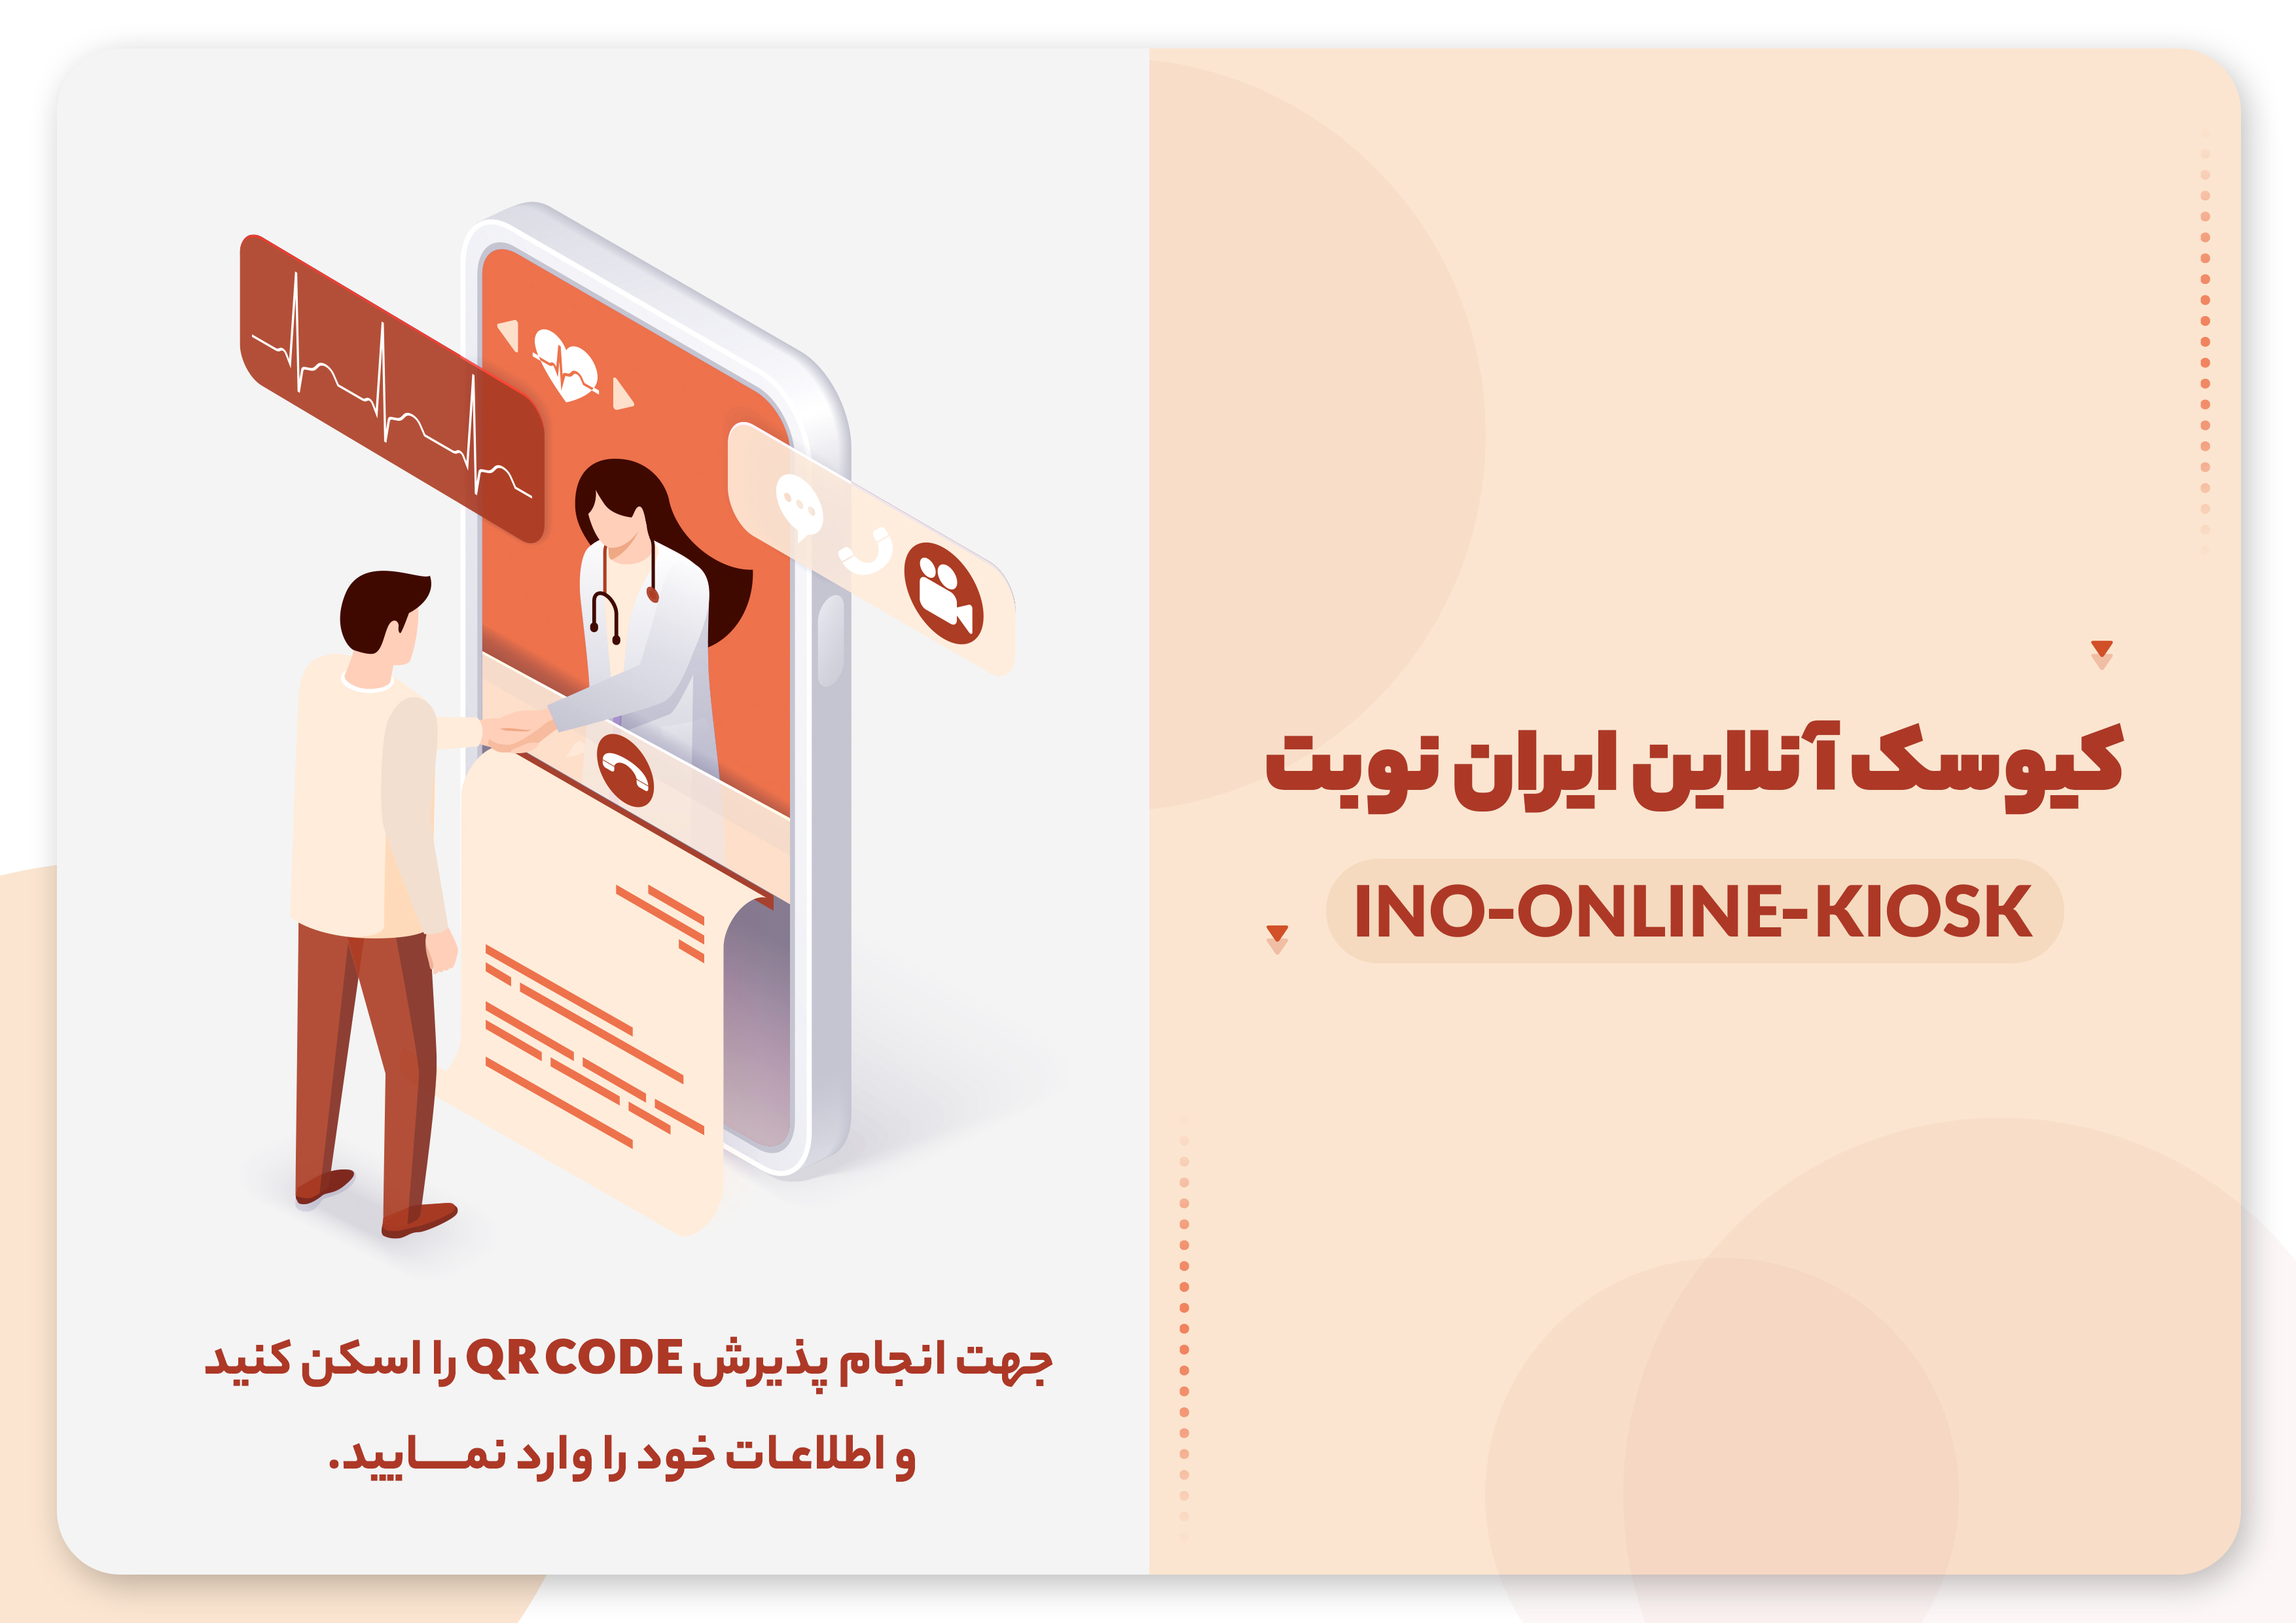 کیوسک آنلاین ایران نوبت
INO-ONLINE-KIOSK
جهت انجام پذیرش QR CODE را اسکن کنید
و اطلاعات خود را وارد نمـــایید.